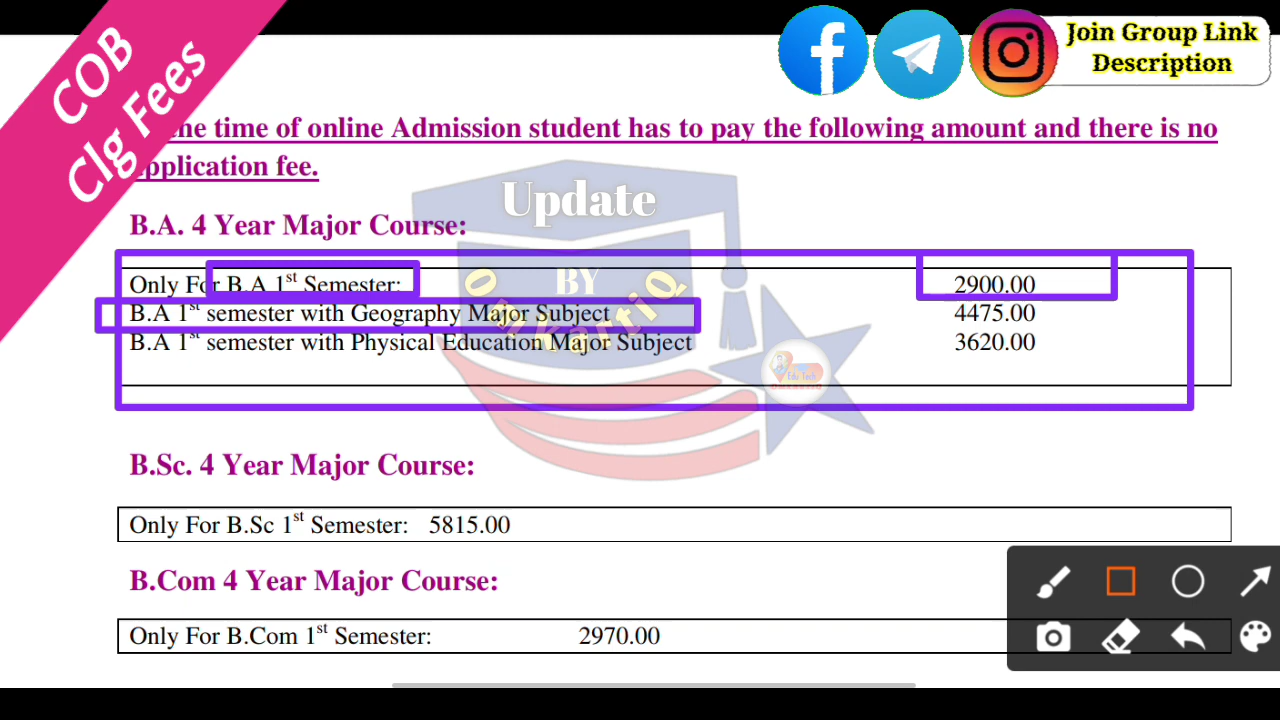 COB
Clg Fees
Join Group Link
Description
the time of online Admission student has to pay the following amount and there is no
application fee.
Update
BY
OmKartiQ
B.A. 4 Year Major Course:
Only For B.A 1st Semester: 2900.00
B.A 1st semester with Geography Major Subject 4475.00
B.A 1st semester with Physical Education Major Subject 3620.00
Edu Tech
B.Sc. 4 Year Major Course:
Only For B.Sc 1st Semester: 5815.00
B.Com 4 Year Major Course:
Only For B.Com 1st Semester: 2970.00